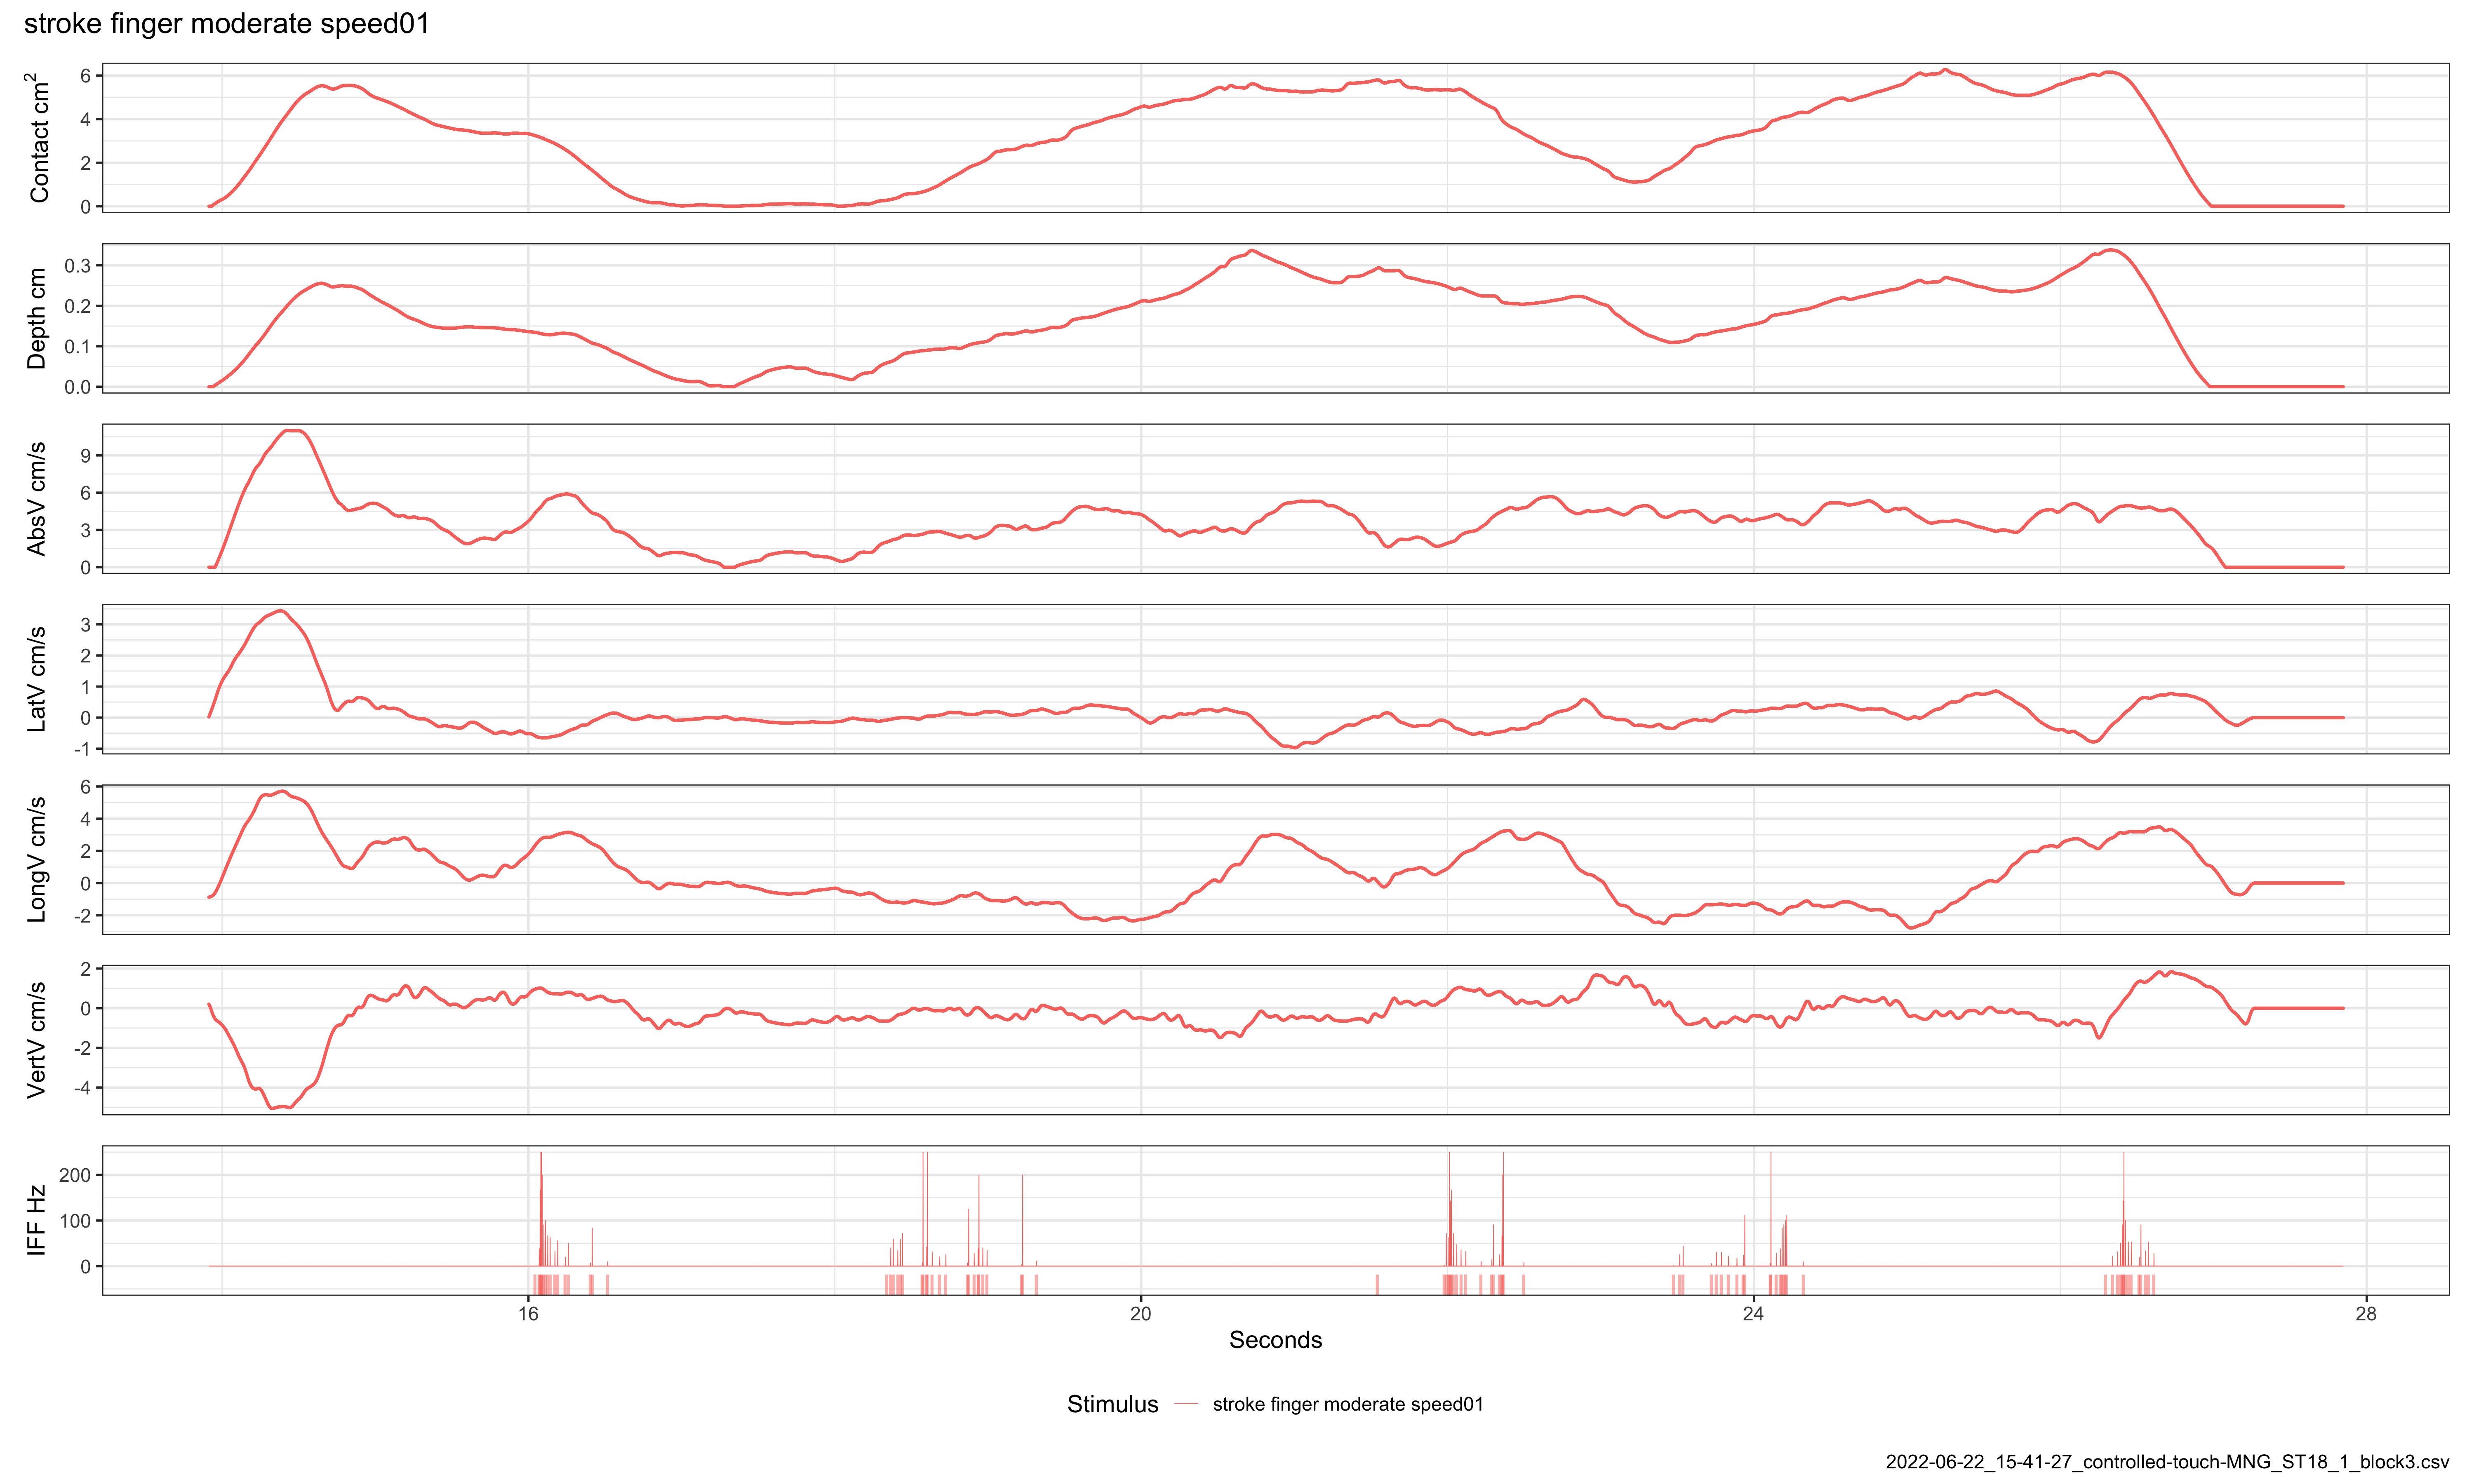 stroke finger moderate speed01
Contact cm²
6
4
2
0
Depth cm
0.3
0.2
0.1
0.0
AbsV cm/s
9
6
3
0
LatV cm/s
3
2
1
0
-1
LongV cm/s
6
4
2
0
-2
VertV cm/s
2
0
-2
-4
IFF Hz
200
100
0
16 20 24 28
Seconds
Stimulus stroke finger moderate speed01
2022-06-22_15-41-27_controlled-touch-MNG_ST18_1_block3.csv